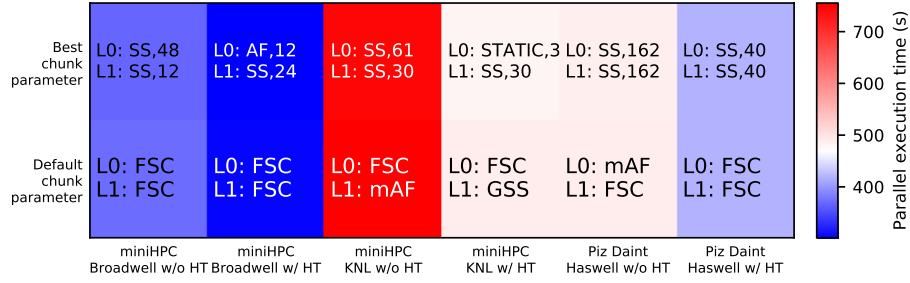 Best
chunk
parameter
L0: SS,48
L1: SS,12
L0: AF,12
L1: SS,24
L0: SS,61
L1: SS,30
L0: STATIC,3
L1: SS,30
L0: SS,162
L1: SS,162
L0: SS,40
L1: SS,40
Default
chunk
parameter
L0: FSC
L1: FSC
L0: FSC
L1: FSC
L0: FSC
L1: mAF
L0: FSC
L1: GSS
L0: mAF
L1: FSC
L0: FSC
L1: FSC
miniHPC
Broadwell w/o HT
miniHPC
Broadwell w/ HT
miniHPC
KNL w/o HT
miniHPC
KNL w/ HT
Piz Daint
Haswell w/o HT
Piz Daint
Haswell w/ HT
700
600
500
400
Parallel execution time (s)